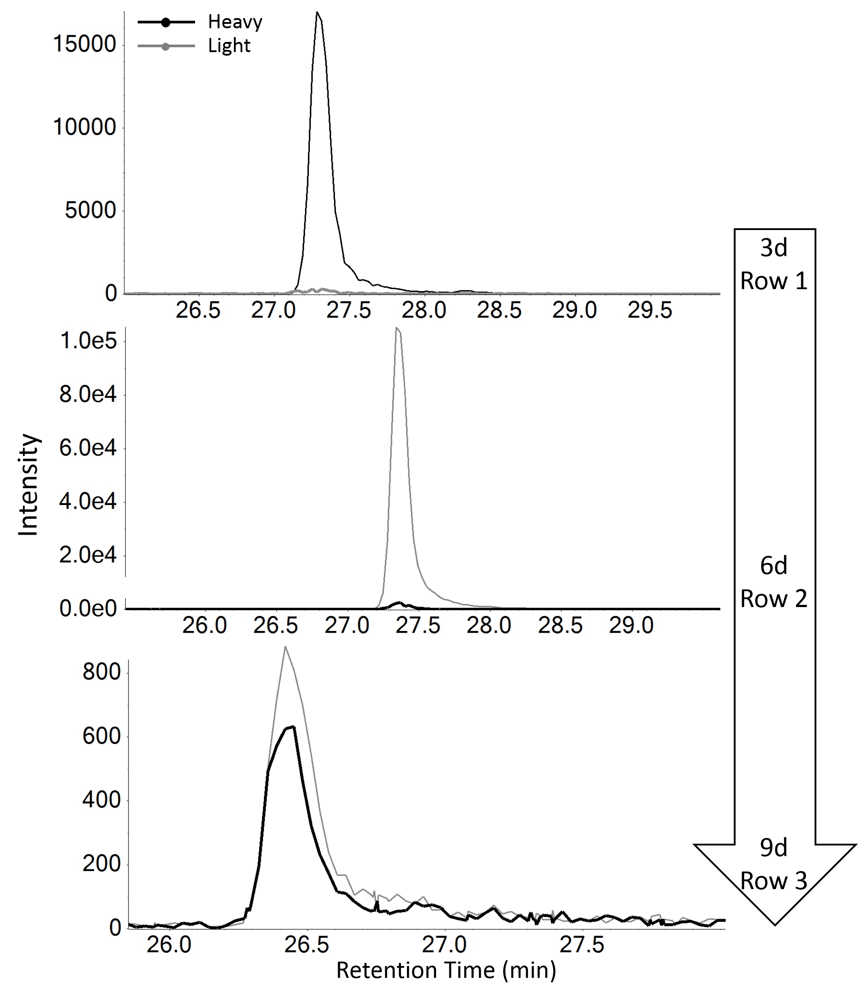 Heavy
Light
15000
10000
5000
0
26.5 27.0 27.5 28.0 28.5 29.0 29.5
3d
Row 1
1.0e5
8.0e4
6.0e4
4.0e4
2.0e4
0.0e0
26.0 26.5 27.0 27.5 28.0 28.5 29.0
6d
Row 2
Intensity
800
600
400
200
0
26.0 26.5 27.0 27.5
9d
Row 3
Retention Time (min)